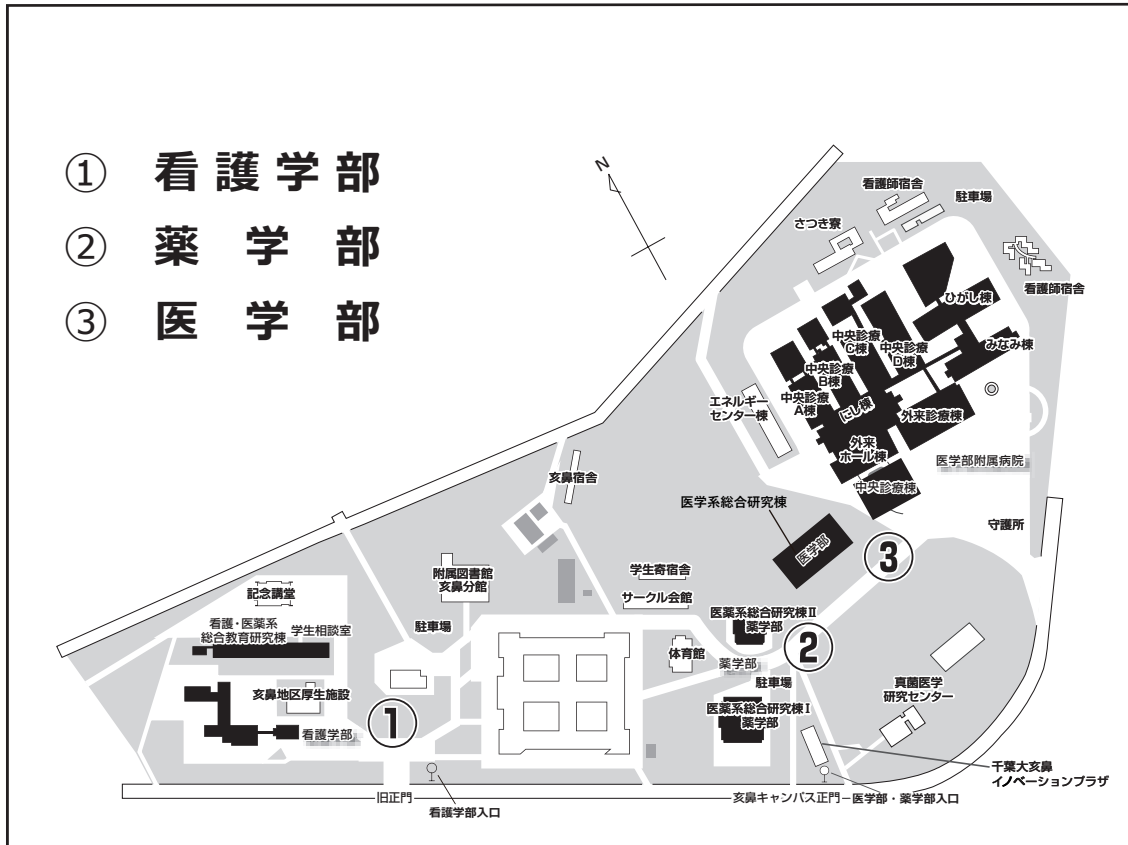 ① 看護学部
② 薬学部
③ 医学部
N
看護師宿舎
駐車場
さつき寮
看護師宿舎
ひがし棟
みなみ棟
中央診療
C棟
中央診療
D棟
中央診療
B棟
中央診療
A棟
にし棟
外来診療棟
エネルギー
センター棟
外来
ホール棟
医学部附属病院
中央診療棟
亥鼻宿舎
医学系総合研究棟
医学部
守護所
③
附属図書館
亥鼻分館
学生寄宿舎
サークル会館
記念講堂
看護・医薬系
総合教育研究棟
学生相談室
駐車場
医薬系総合研究棟Ⅱ
薬学部
②
体育館
薬学部
駐車場
真菌医学
研究センター
亥鼻地区厚生施設
医薬系総合研究棟Ⅰ
薬学部
①
看護学部
千葉大亥鼻
イノベーションプラザ
旧正門
看護学部入口
亥鼻キャンパス正門
医学部・薬学部入口